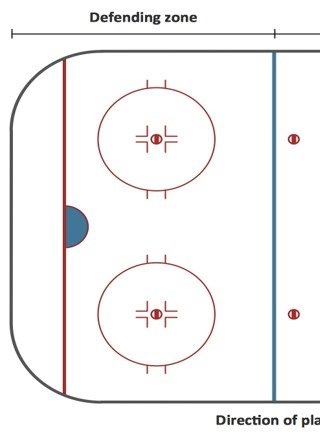 Defending zone
Direction of pla